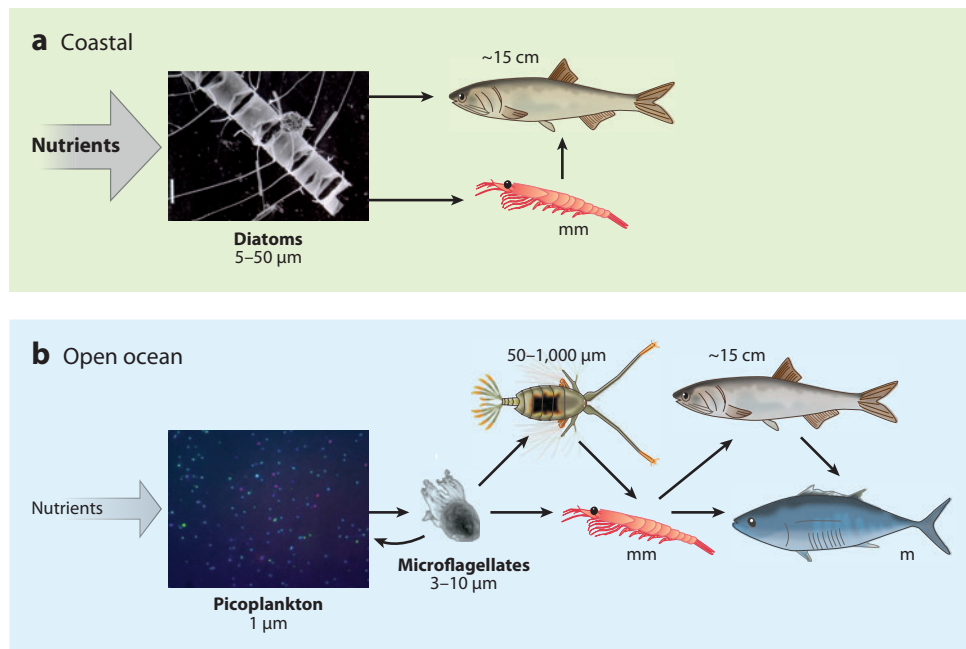 a Coastal
~15 cm
Nutrients
mm
Diatoms
5–50 μm
b Open ocean
50–1,000 μm
~15 cm
Nutrients
mm
m
Microflagellates
3–10 μm
Picoplankton
1 μm